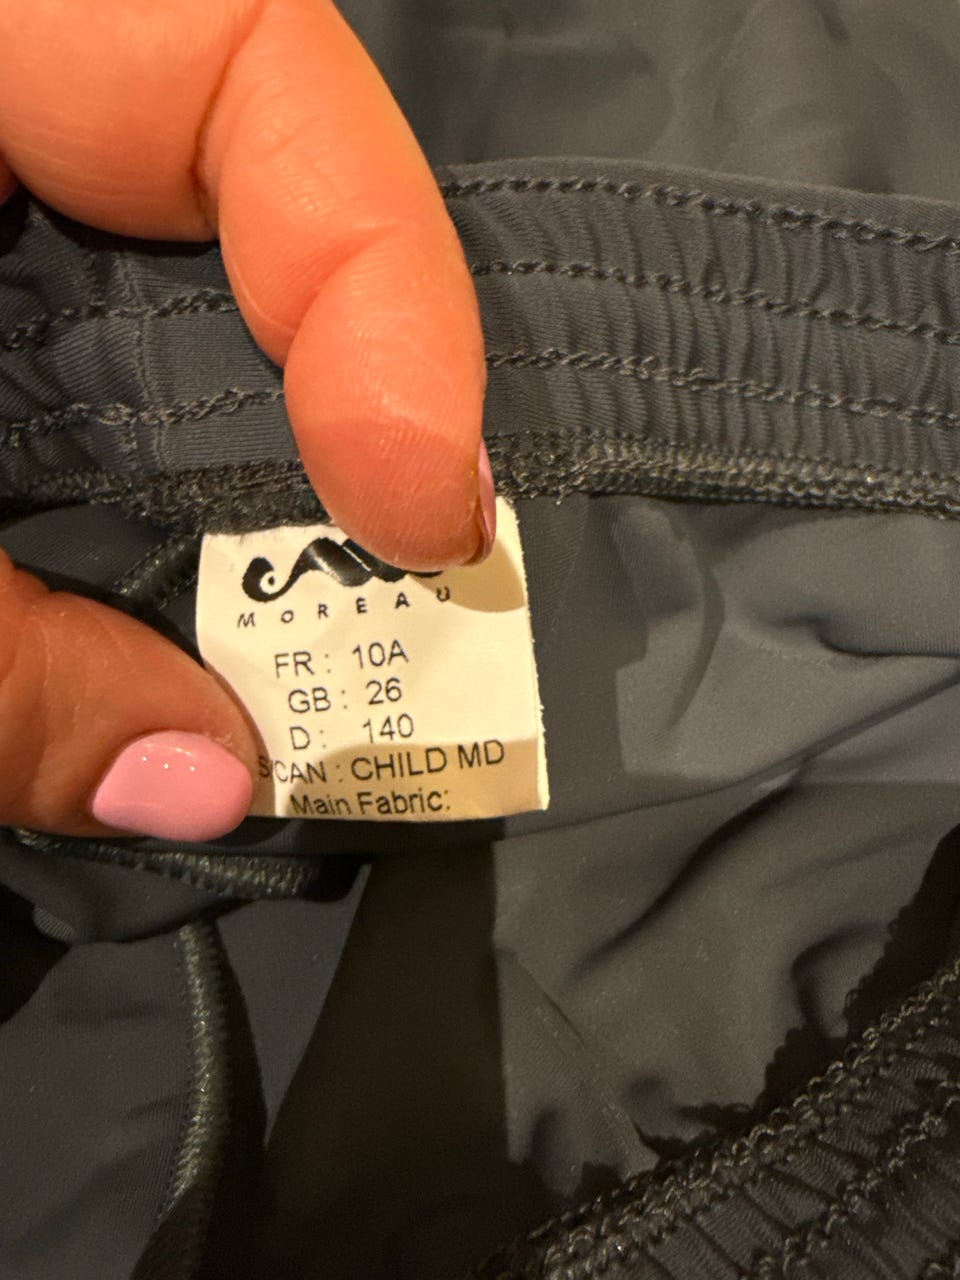 MOREAU
FR : 10A
GB : 26
D : 140
S/CAN : CHILD MD
Main Fabric: